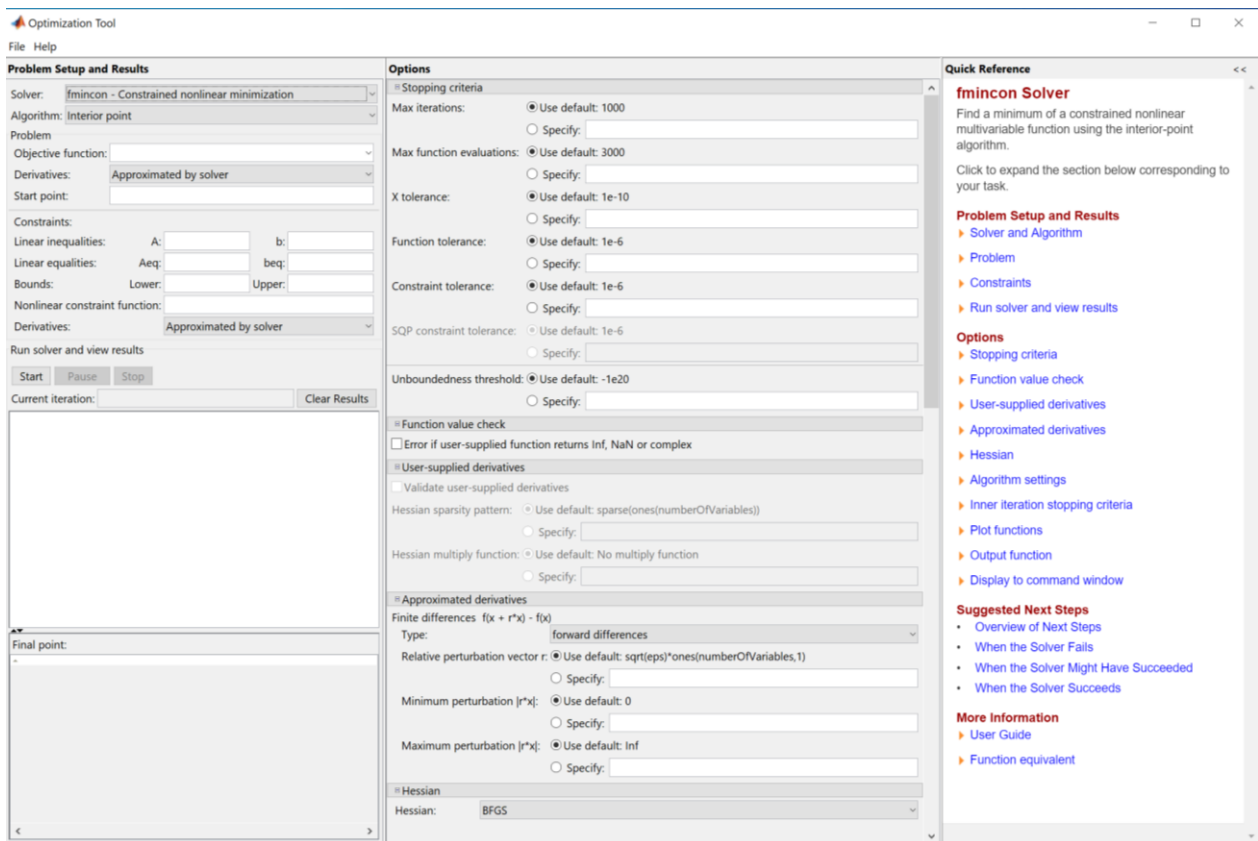 Optimization Tool
File Help
Problem Setup and Results
Solver: fmincon - Constrained nonlinear minimization
Algorithm: Interior point
Problem
Objective function:
Derivatives: Approximated by solver
Start point:
Constraints:
Linear inequalities: A: b:
Linear equalities: Aeq: beq:
Bounds: Lower: Upper:
Nonlinear constraint function:
Derivatives: Approximated by solver
Run solver and view results
Start Pause Stop
Current iteration: Clear Results
Final point:
Options
Stopping criteria
Max iterations: Use default: 1000
Specify:
Max function evaluations: Use default: 3000
Specify:
X tolerance: Use default: 1e-10
Specify:
Function tolerance: Use default: 1e-6
Specify:
Constraint tolerance: Use default: 1e-6
Specify:
SQP constraint tolerance: Use default: 1e-6
Specify:
Unboundedness threshold: Use default: -1e20
Specify:
Function value check
Error if user-supplied function returns Inf, NaN or complex
User-supplied derivatives
Validate user-supplied derivatives
Hessian sparsity pattern: Use default: sparse(ones(numberOfVariables))
Specify:
Hessian multiply function: Use default: No multiply function
Specify:
Approximated derivatives
Finite differences f(x + r*x) - f(x)
Type: forward differences
Relative perturbation vector r: Use default: sqrt(eps)*ones(numberOfVariables,1)
Specify:
Minimum perturbation |r*x|: Use default: 0
Specify:
Maximum perturbation |r*x|: Use default: Inf
Specify:
Hessian
Hessian: BFGS
Quick Reference <<
fmincon Solver
Find a minimum of a constrained nonlinear
multivariable function using the interior-point
algorithm.
Click to expand the section below corresponding to
your task.
Problem Setup and Results
Solver and Algorithm
Problem
Constraints
Run solver and view results
Options
Stopping criteria
Function value check
User-supplied derivatives
Approximated derivatives
Hessian
Algorithm settings
Inner iteration stopping criteria
Plot functions
Output function
Display to command window
Suggested Next Steps
• Overview of Next Steps
• When the Solver Fails
• When the Solver Might Have Succeeded
• When the Solver Succeeds
More Information
User Guide
Function equivalent